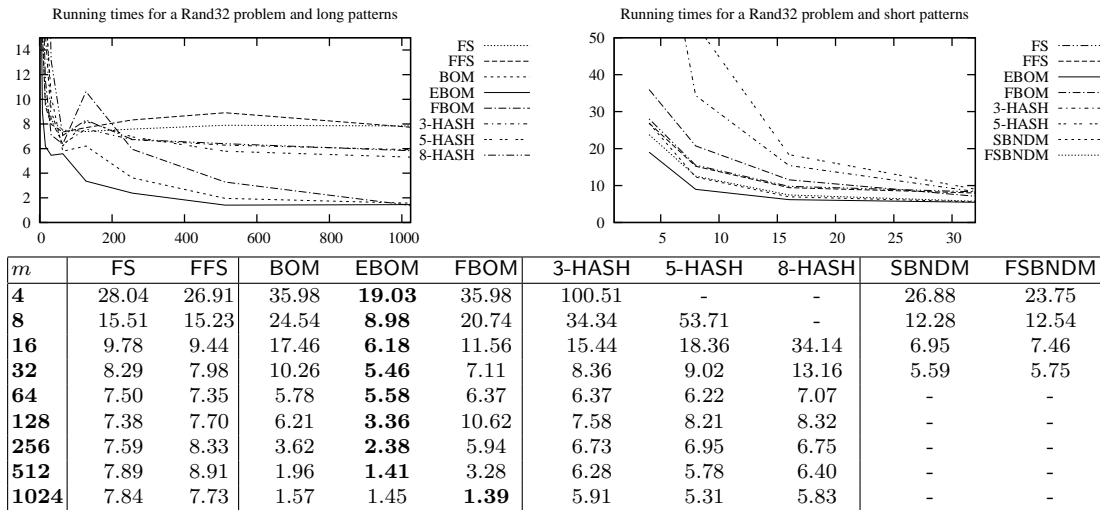 Running times for a Rand32 problem and long patterns
14
12
10
8
6
4
2
0
0 200 400 600 800 1000
FS
FFS
BOM
EBOM
FBOM
3-HASH
5-HASH
8-HASH
Running times for a Rand32 problem and short patterns
50
40
30
20
10
0
5 10 15 20 25 30
FS
FFS
EBOM
FBOM
3-HASH
5-HASH
SBNDM
FSBNDM
m FS FFS BOM EBOM FBOM 3-HASH 5-HASH 8-HASH SBNDM FSBNDM
4 28.04 26.91 35.98 19.03 35.98 100.51 - - 26.88 23.75
8 15.51 15.23 24.54 8.98 20.74 34.34 53.71 - 12.28 12.54
16 9.78 9.44 17.46 6.18 11.56 15.44 18.36 34.14 6.95 7.46
32 8.29 7.98 10.26 5.46 7.11 8.36 9.02 13.16 5.59 5.75
64 7.50 7.35 5.78 5.58 6.37 6.37 6.22 7.07 - -
128 7.38 7.70 6.21 3.36 10.62 7.58 8.21 8.32 - -
256 7.59 8.33 3.62 2.38 5.94 6.73 6.95 6.75 - -
512 7.89 8.91 1.96 1.41 3.28 6.28 5.78 6.40 - -
1024 7.84 7.73 1.57 1.45 1.39 5.91 5.31 5.83 - -